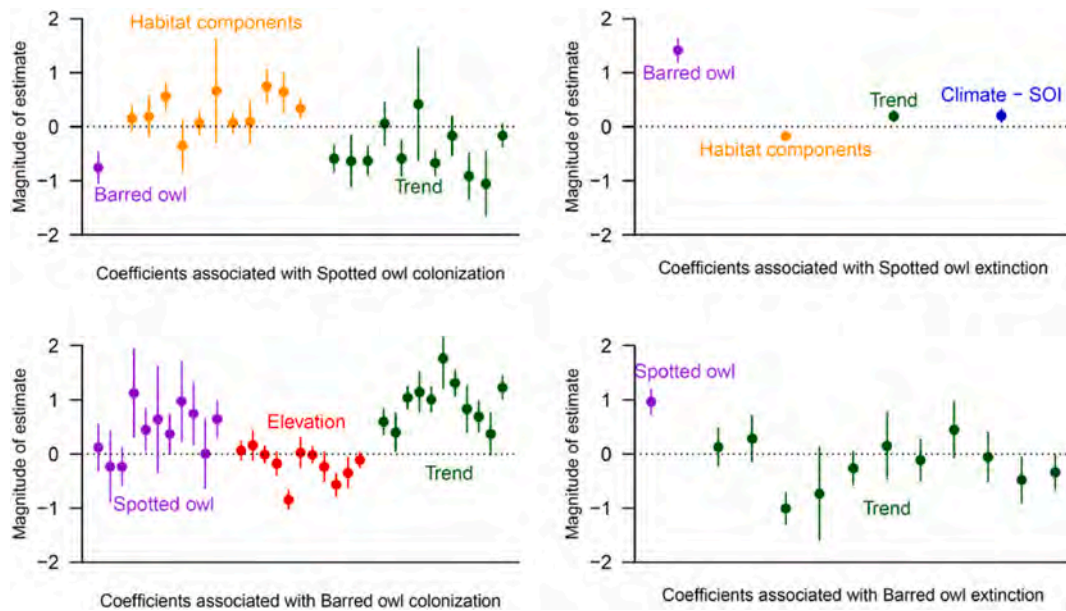 2
1
0
−1
−2
Magnitude of estimate
Habitat components
Barred owl
Trend
Coefficients associated with Spotted owl colonization
2
1
0
−1
−2
Magnitude of estimate
Barred owl
Trend
Climate − SOI
Habitat components
Coefficients associated with Spotted owl extinction
2
1
0
−1
−2
Magnitude of estimate
Elevation
Spotted owl
Trend
Coefficients associated with Barred owl colonization
2
1
0
−1
−2
Magnitude of estimate
Spotted owl
Trend
Coefficients associated with Barred owl extinction